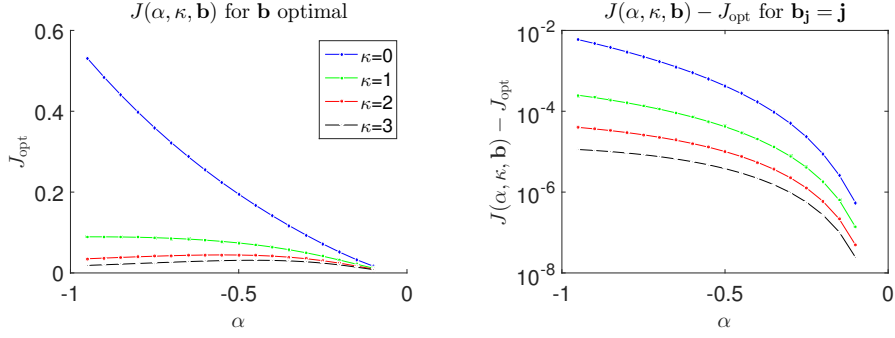 J(α, κ, b) for b optimal
0.6
0.4
0.2
0
J_opt
-1
-0.5
0
α
κ=0
κ=1
κ=2
κ=3
J(α, κ, b) − J_opt for b_j = j
10^-2
10^-4
10^-6
10^-8
J(α, κ, b) − J_opt
-1
-0.5
0
α